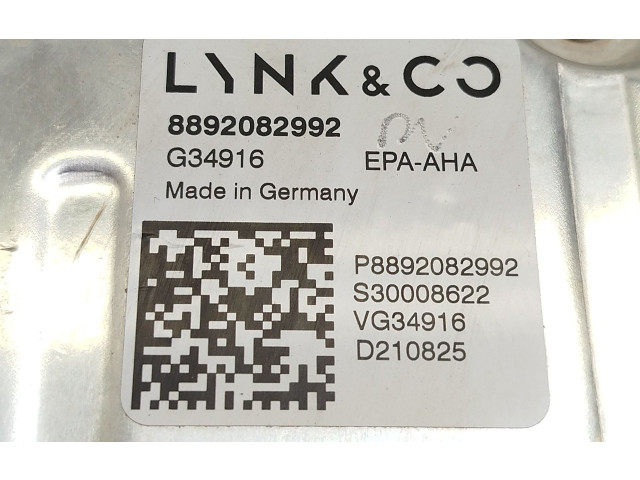 LYNK & CO
8892082992
G34916 EPA-AHA
Made in Germany
P8892082992
S30008622
VG34916
D210825